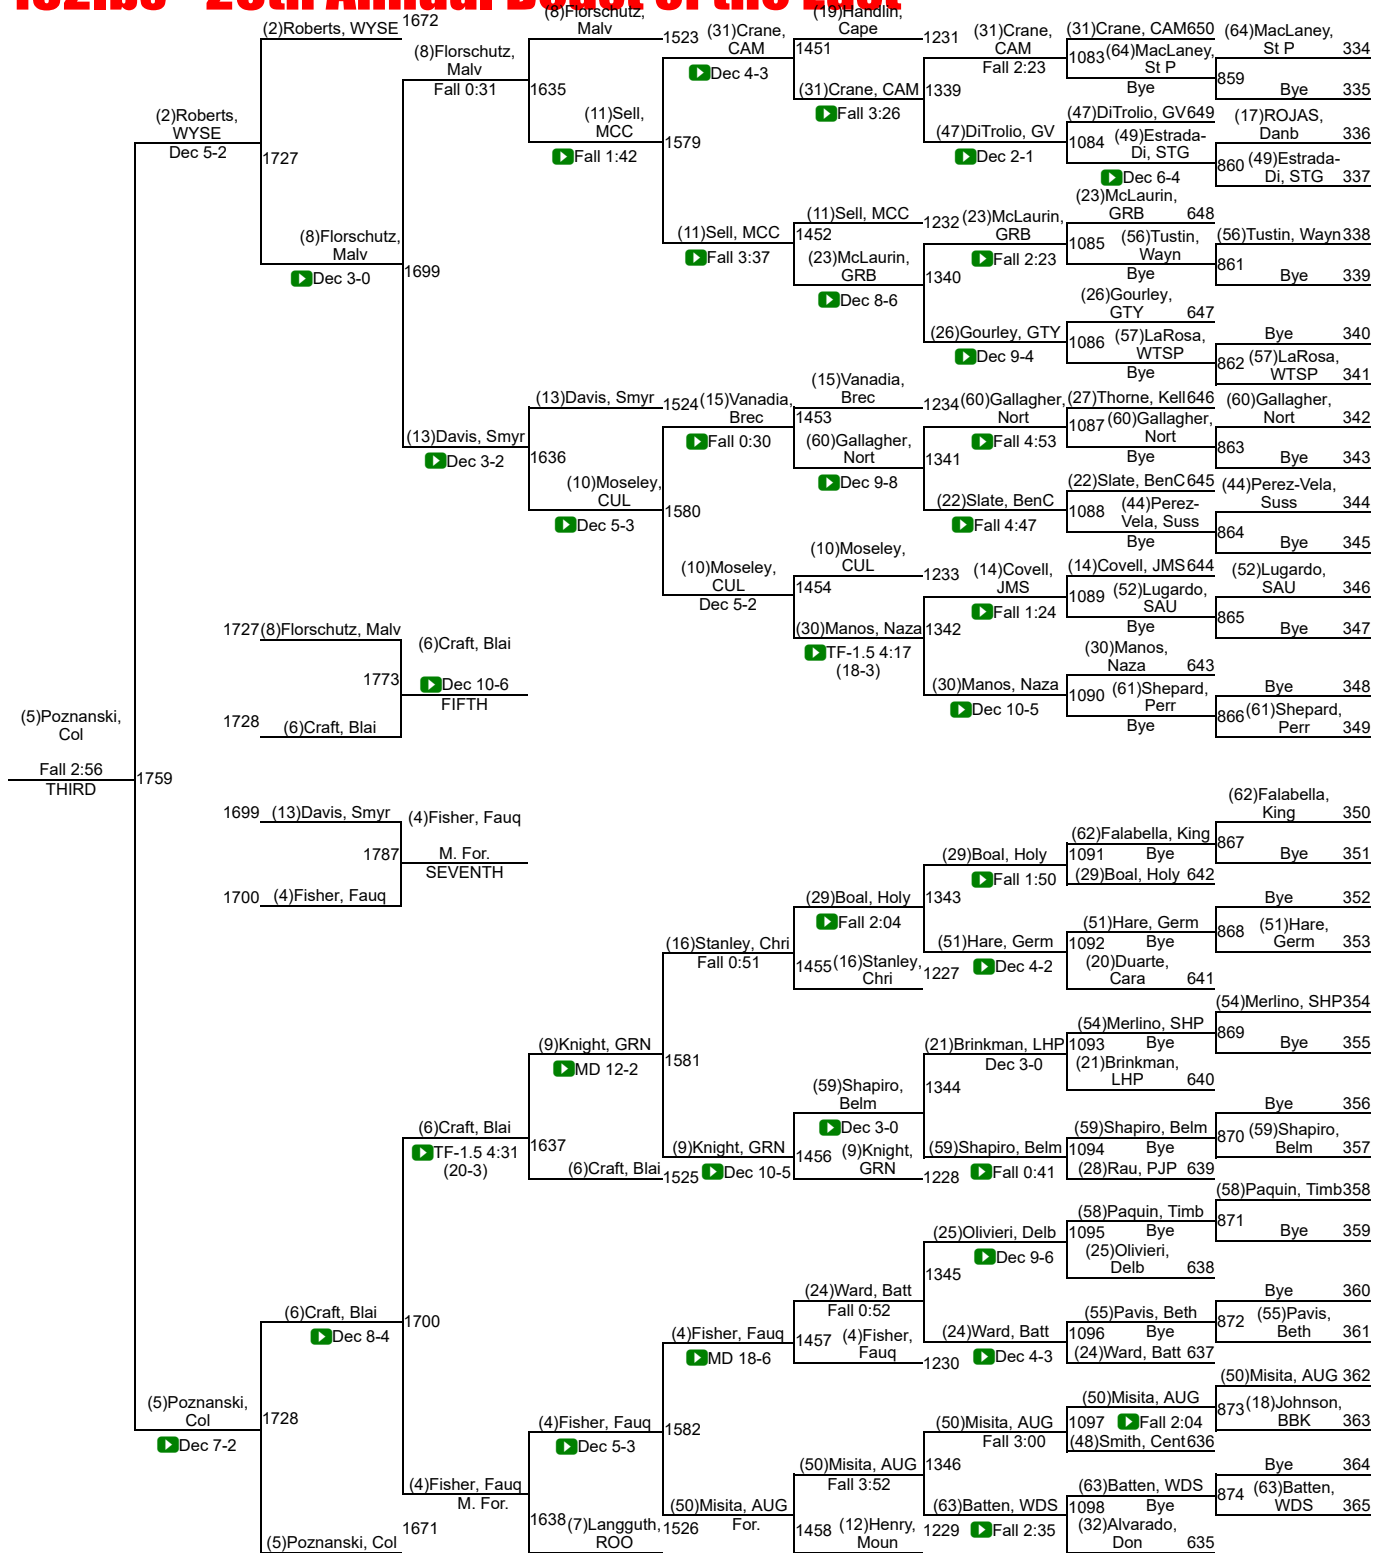 (2)Roberts, WYSE
1672
(8)Florschutz,
Malv
1523
(31)Crane,
CAM
Dec 4-3
(19)Handlin,
Cape
1451
1231
(31)Crane,
CAM
Fall 2:23
(31)Crane, CAM
650
1083
(64)MacLaney,
St P
Bye
(64)MacLaney,
St P
334
859
Bye
335
(8)Florschutz,
Malv
Fall 0:31
1635
(31)Crane, CAM
Fall 3:26
1339
(2)Roberts,
WYSE
Dec 5-2
1727
(11)Sell,
MCC
Fall 1:42
1579
(47)DiTrolio, GV
Dec 2-1
(47)DiTrolio, GV
649
1084
(49)Estrada-
Di, STG
Dec 6-4
(17)ROJAS,
Danb
336
860
(49)Estrada-
Di, STG
337
(8)Florschutz,
Malv
Dec 3-0
1699
(11)Sell, MCC
Fall 3:37
(11)Sell, MCC
1452
1232
(23)McLaurin,
GRB
Dec 8-6
(23)McLaurin,
GRB
Fall 2:23
1340
(23)McLaurin,
GRB
648
1085
(56)Tustin,
Wayn
Bye
(56)Tustin, Wayn
338
861
Bye
339
(26)Gourley, GTY
Dec 9-4
(26)Gourley,
GTY
647
1086
(57)LaRosa,
WTSP
Bye
Bye
340
862
(57)LaRosa,
WTSP
341
(13)Davis, Smyr
Dec 3-2
(13)Davis, Smyr
1524
1636
(15)Vanadia,
Brec
Fall 0:30
(15)Vanadia,
Brec
1453
1234
(60)Gallagher,
Nort
Dec 9-8
(60)Gallagher,
Nort
Fall 4:53
1341
(27)Thorne, Kell
646
1087
(60)Gallagher,
Nort
Bye
(60)Gallagher,
Nort
342
863
Bye
343
(10)Moseley,
CUL
Dec 5-3
1580
(22)Slate, BenC
Fall 4:47
(22)Slate, BenC
645
1088
(44)Perez-
Vela, Suss
Bye
(44)Perez-Vela,
Suss
344
864
Bye
345
(10)Moseley,
CUL
Dec 5-2
(10)Moseley,
CUL
1454
1233
(30)Manos, Naza
TF-1.5 4:17
(18-3)
(14)Covell,
JMS
Fall 1:24
1342
(14)Covell, JMS
644
1089
(52)Lugardo,
SAU
Bye
(52)Lugardo,
SAU
346
865
Bye
347
(30)Manos, Naza
Dec 10-5
(30)Manos,
Naza
643
1090
(61)Shepard,
Perr
Bye
Bye
348
866
(61)Shepard,
Perr
349
1727
(8)Florschutz, Malv
(6)Craft, Blai
1773
Dec 10-6
FIFTH
1728
(6)Craft, Blai
(5)Poznanski,
Col
Fall 2:56
THIRD
1759
1699
(13)Davis, Smyr
(4)Fisher, Fauq
1787
M. For.
SEVENTH
1700
(4)Fisher, Fauq
(29)Boal, Holy
Fall 1:50
(62)Falabella, King
1091
Bye
(29)Boal, Holy
642
(62)Falabella,
King
350
867
Bye
351
(29)Boal, Holy
Fall 2:04
1343
(51)Hare, Germ
Dec 4-2
(51)Hare, Germ
1092
Bye
(20)Duarte,
Cara
641
Bye
352
868
(51)Hare,
Germ
353
(16)Stanley, Chri
Fall 0:51
1455
(16)Stanley,
Chri
1227
(9)Knight, GRN
MD 12-2
1581
(21)Brinkman, LHP
Dec 3-0
1344
(54)Merlino, SHP
1093
Bye
(21)Brinkman,
LHP
640
(54)Merlino, SHP
354
869
Bye
355
(6)Craft, Blai
TF-1.5 4:31
(20-3)
1637
(6)Craft, Blai
1525
(9)Knight, GRN
Dec 10-5
(59)Shapiro,
Belm
Dec 3-0
1456
(9)Knight,
GRN
1228
(59)Shapiro, Belm
Fall 0:41
(59)Shapiro, Belm
1094
Bye
(28)Rau, PJP
639
Bye
356
870
(59)Shapiro,
Belm
357
(6)Craft, Blai
Dec 8-4
1700
(25)Olivieri, Delb
Dec 9-6
1345
(58)Paquin, Timb
1095
Bye
(25)Olivieri,
Delb
638
(58)Paquin, Timb
358
871
Bye
359
(4)Fisher, Fauq
MD 18-6
(24)Ward, Batt
Fall 0:52
1457
(4)Fisher,
Fauq
1230
(24)Ward, Batt
Dec 4-3
(55)Pavis, Beth
1096
Bye
(24)Ward, Batt
637
Bye
360
872
(55)Pavis,
Beth
361
(5)Poznanski,
Col
Dec 7-2
1728
(4)Fisher, Fauq
Dec 5-3
1582
(50)Misita, AUG
Fall 3:00
1346
(50)Misita, AUG
1097
Fall 2:04
(48)Smith, Cent
636
(50)Misita, AUG
362
873
(18)Johnson,
BBK
363
(4)Fisher, Fauq
M. For.
1671
(5)Poznanski, Col
1638
(7)Langguth,
ROO
1526
(50)Misita, AUG
For.
(50)Misita, AUG
Fall 3:52
1458
(12)Henry,
Moun
1229
(63)Batten, WDS
Fall 2:35
(63)Batten, WDS
1098
Bye
(32)Alvarado,
Don
635
Bye
364
874
(63)Batten,
WDS
365